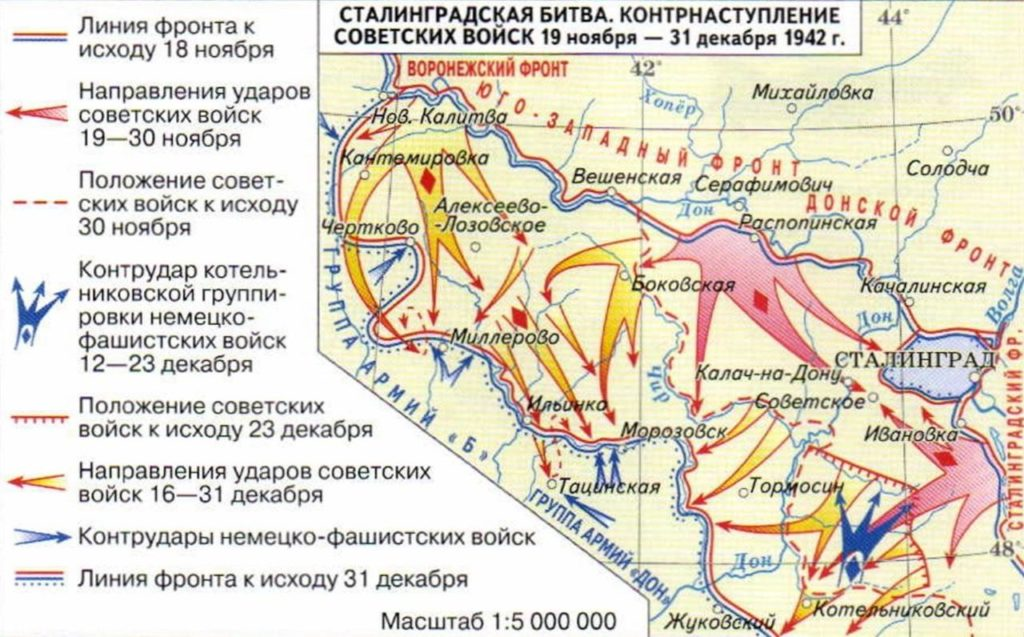 СТАЛИНГРАДСКАЯ БИТВА. КОНТРНАСТУПЛЕНИЕ
СОВЕТСКИХ ВОЙСК 19 ноября — 31 декабря 1942 г.
Линия фронта к
исходу 18 ноября
Направления ударов
советских войск
19—30 ноября
Положение совет-
ских войск к исходу
30 ноября
Контрудар котель-
никовской группи-
ровки немецко-
фашистских войск
12—23 декабря
Положение советских
войск к исходу 23 декабря
Направления ударов советских
войск 16—31 декабря
Контрудары немецко-фашистских войск
Линия фронта к исходу 31 декабря
Масштаб 1:5 000 000
44°
42°
50°
48°
ВОРОНЕЖСКИЙ ФРОНТ
ЮГО-ЗАПАДНЫЙ ФРОНТ
ДОНСКОЙ ФРОНТ
СТАЛИНГРАДСКИЙ ФР.
Хопёр
Михайловка
Нов. Калитва
Кантемировка
Солодча
Вешенская
Серафимович
Дон
Распопинская
Алексеево-
-Лозовское
Чертково
Боковская
Качалинская
Волга
Дон
Миллерово
СТАЛИНГРАД
Калач-на-Дону
Чир
Советское
Ильинка
Морозовск
Ивановка
Тацинская
Тормосин
ГРУППА АРМИЙ «Б»
ГРУППА АРМИЙ «ДОН»
Дон
Жуковский
Котельниковский